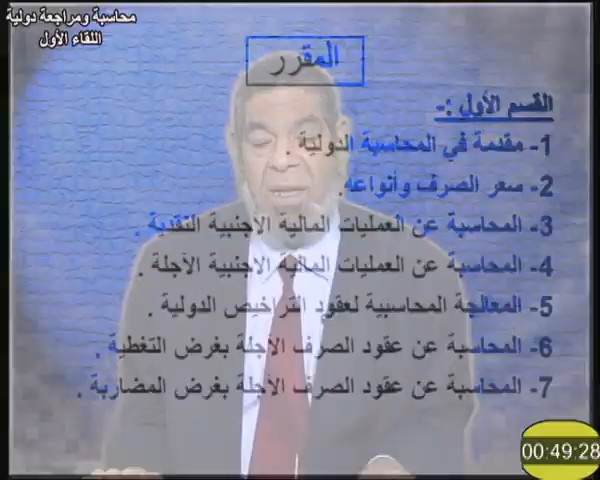 محاسبة ومراجعة دولية
اللقاء الأول
المقرر
القسم الأول :-
1- مقدمة في المحاسبة الدولية .
2- سعر الصرف وأنواعه .
3- المحاسبة عن العمليات المالية الأجنبية النقدية .
4- المحاسبة عن العمليات المالية الأجنبية الآجلة .
5- المعالجة المحاسبية لعقود التراخيص الدولية .
6- المحاسبة عن عقود الصرف الآجلة بغرض التغطية .
7- المحاسبة عن عقود الصرف الآجلة بغرض المضاربة .
00:49:28